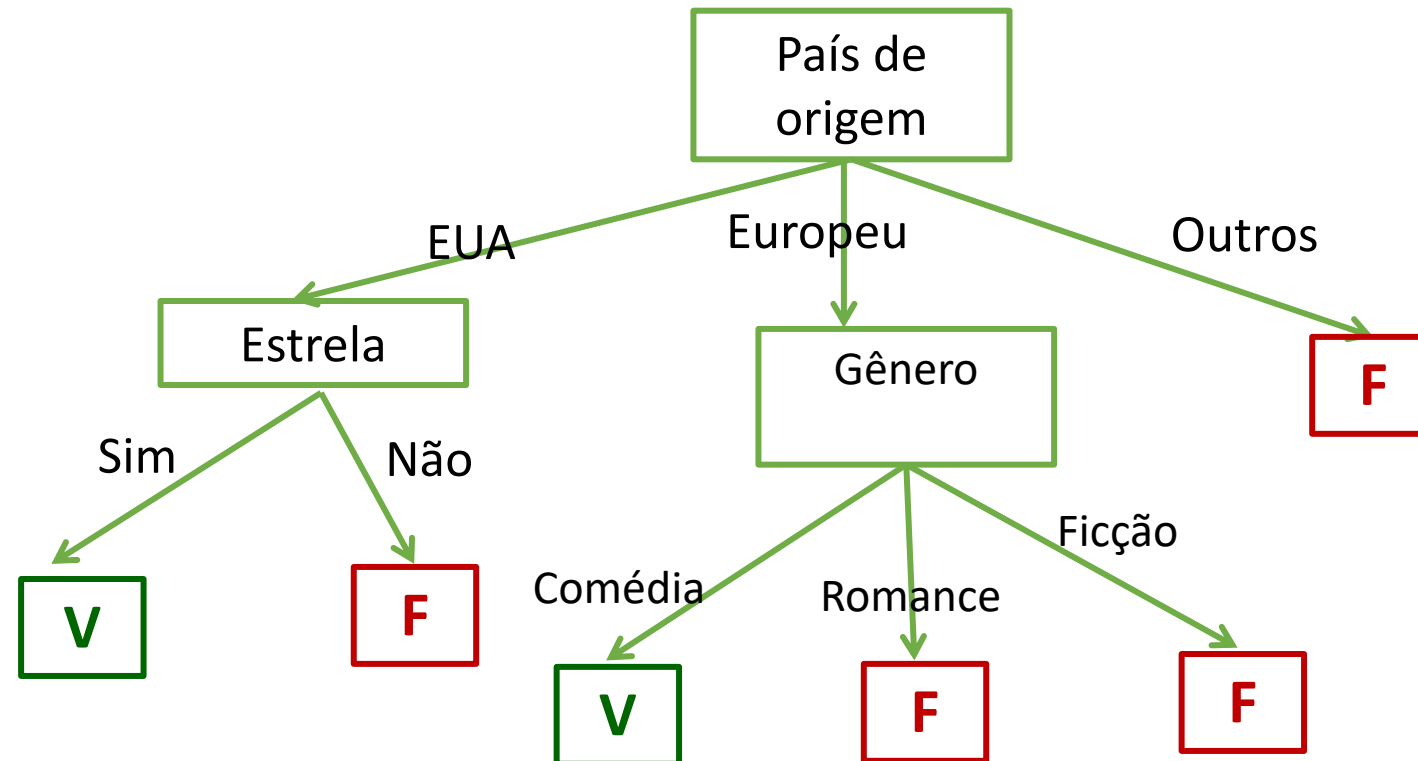 País de
origem
EUA
Europeu
Outros
Estrela
Gênero
F
Sim
Não
Ficção
Comédia
Romance
V
F
V
F
F